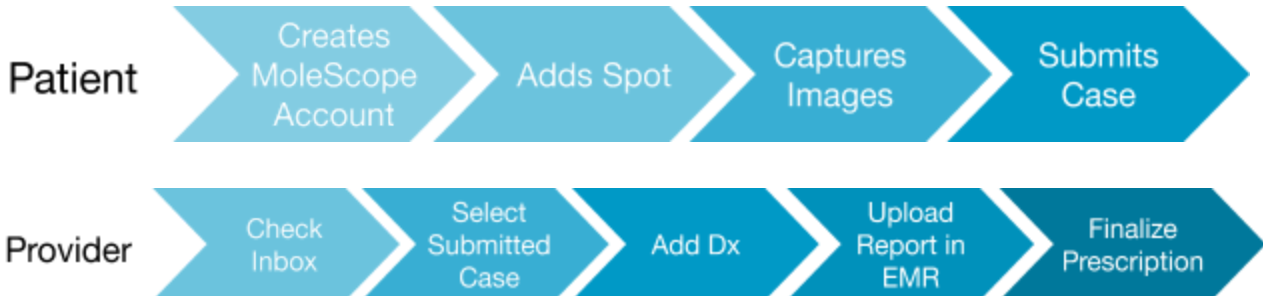 Patient
Creates
MoleScope
Account
Adds Spot
Captures
Images
Submits
Case
Provider
Check
Inbox
Select
Submitted
Case
Add Dx
Upload
Report in
EMR
Finalize
Prescription